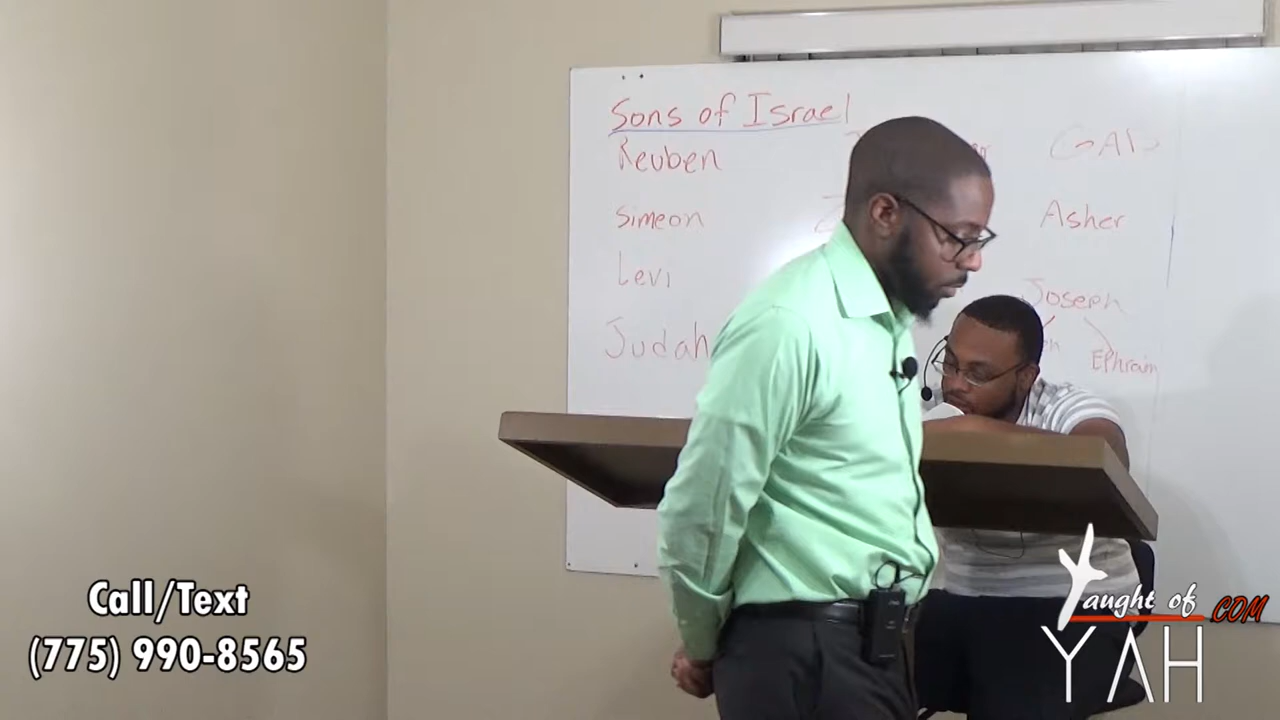 Sons of Israel
Reuben
GAD
Simeon
Asher
Levi
Joseph
Judah
Ephraim
Call/Text
(775) 990-8565
Taught of .COM
YAH